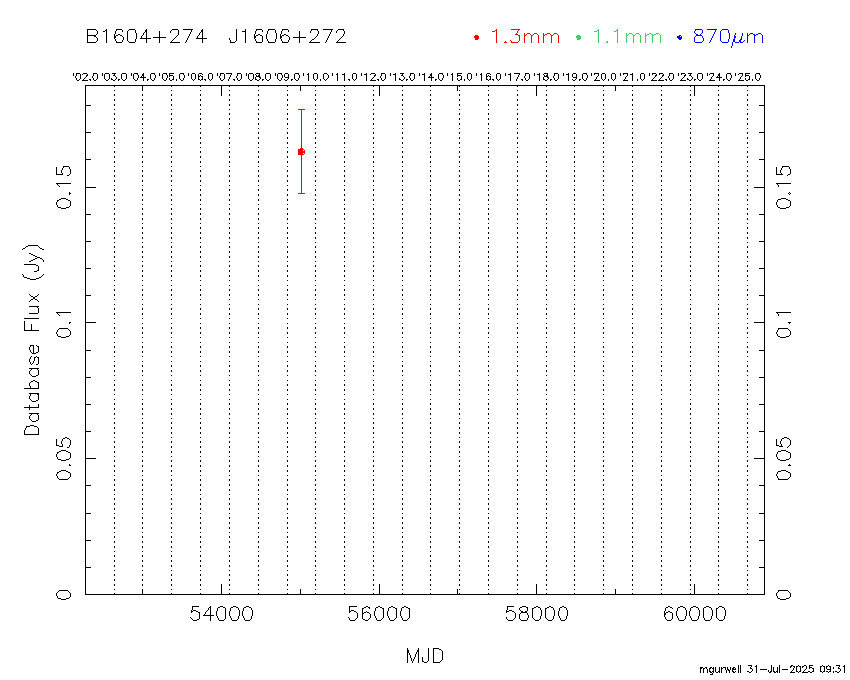 B1604+274 J1606+272 1.3mm 1.1mm 870μm
'02.0 '03.0 '04.0 '05.0 '06.0 '07.0 '08.0 '09.0 '10.0 '11.0 '12.0 '13.0 '14.0 '15.0 '16.0 '17.0 '18.0 '19.0 '20.0 '21.0 '22.0 '23.0 '24.0 '25.0
0.15 0.15
Database Flux (Jy)
0.1 0.1
0.05 0.05
0 0
54000 56000 58000 60000
MJD
mgurwell 31-Jul-2025 09:31